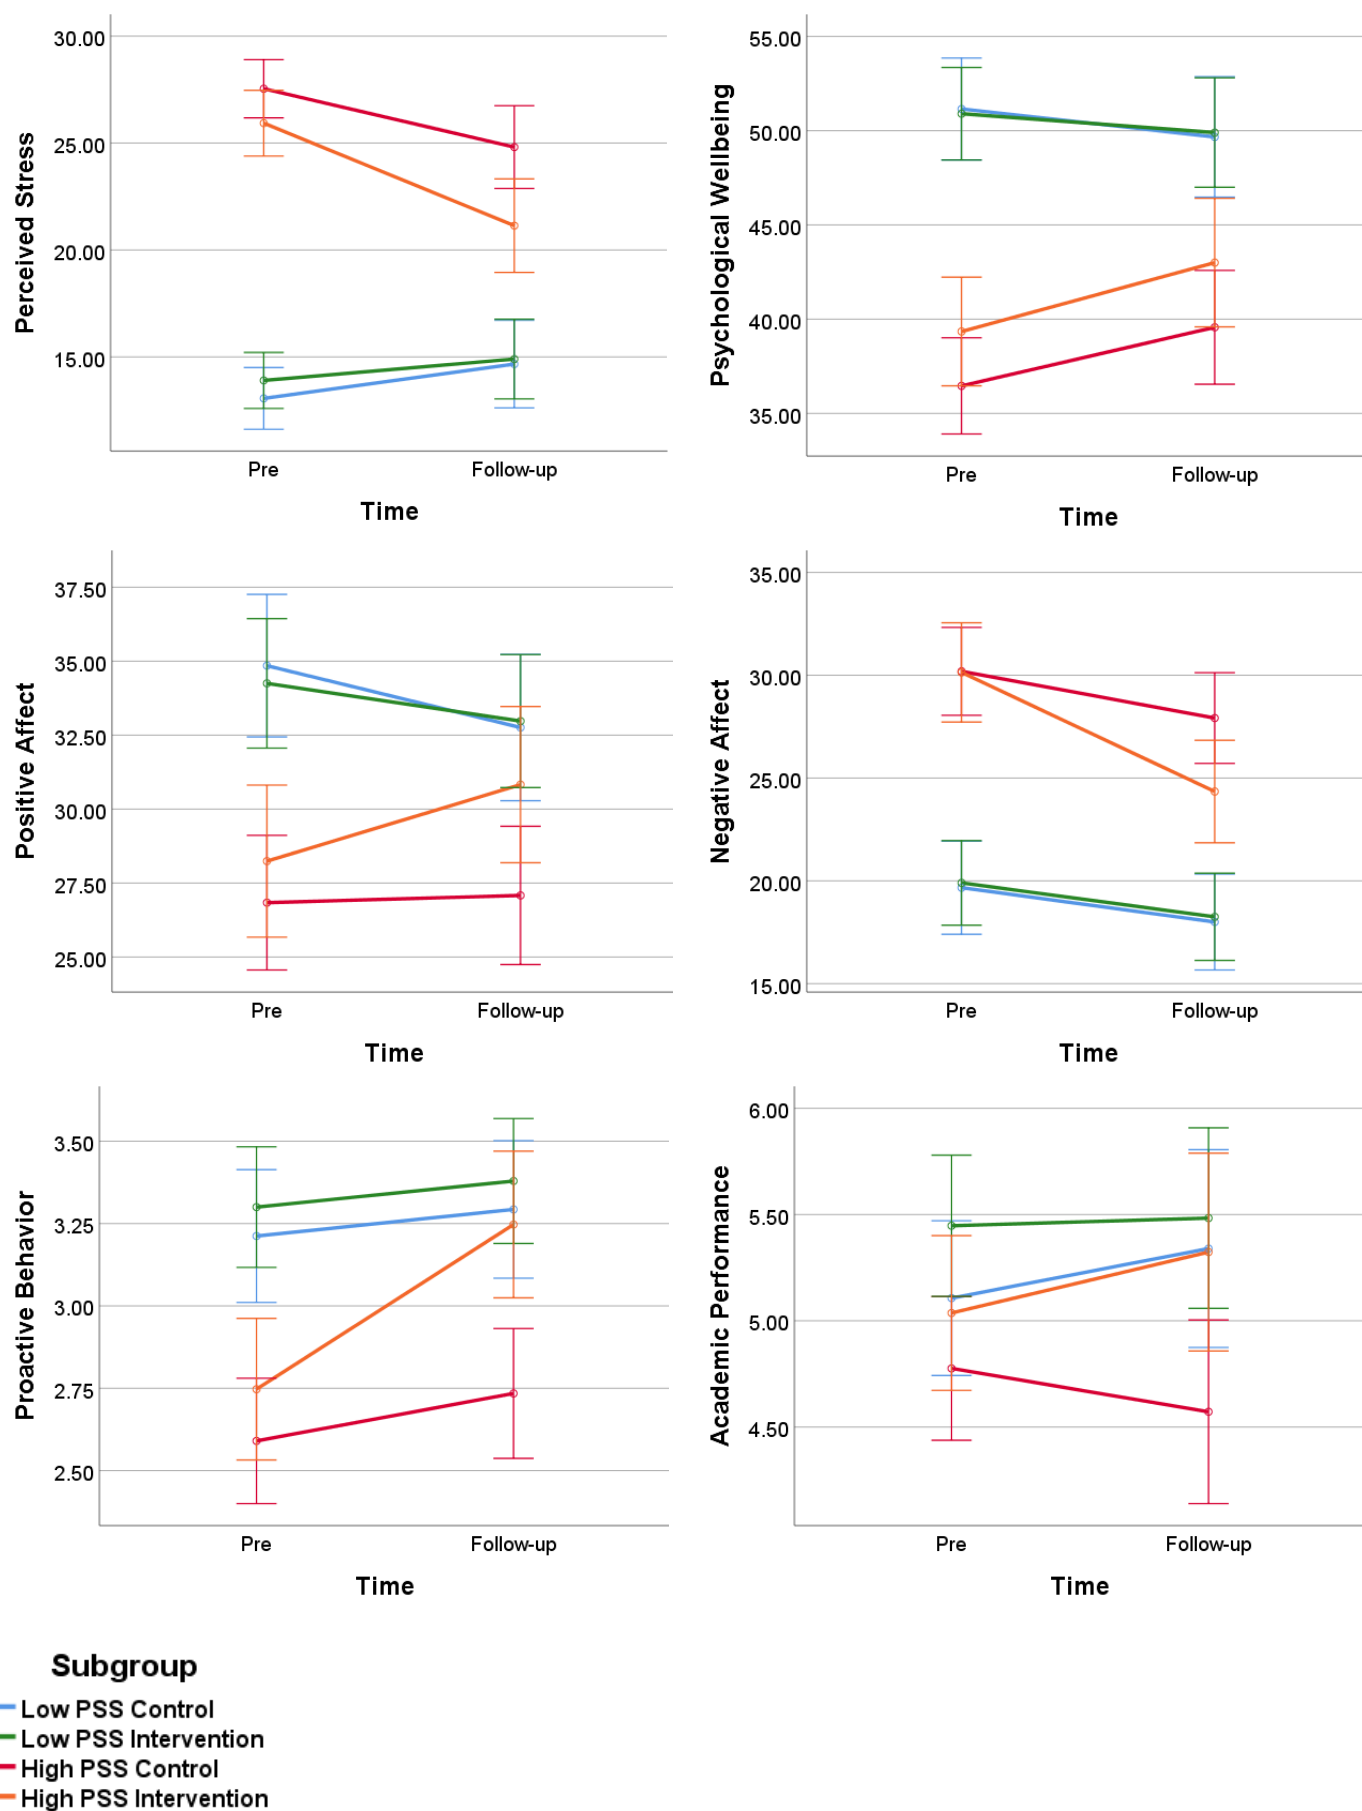 30.00
25.00
20.00
15.00
Perceived Stress
Pre Follow-up
Time
55.00
50.00
45.00
40.00
35.00
Psychological Wellbeing
Pre Follow-up
Time
37.50
35.00
32.50
30.00
27.50
25.00
Positive Affect
Pre Follow-up
Time
35.00
30.00
25.00
20.00
15.00
Negative Affect
Pre Follow-up
Time
3.50
3.25
3.00
2.75
2.50
Proactive Behavior
Pre Follow-up
Time
6.00
5.50
5.00
4.50
Academic Performance
Pre Follow-up
Time
Subgroup
Low PSS Control
Low PSS Intervention
High PSS Control
High PSS Intervention